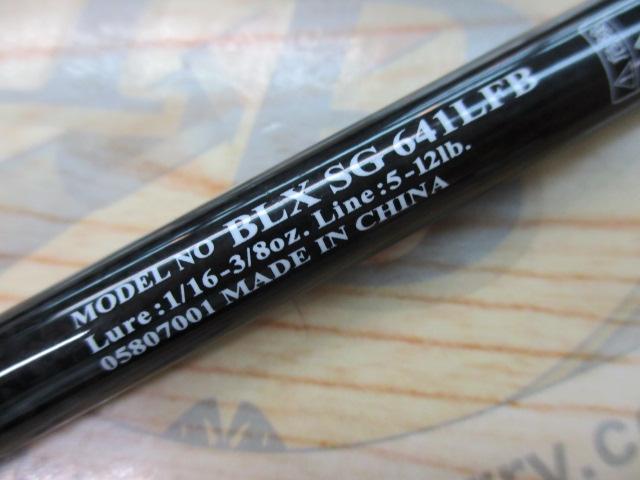 MODEL NO BLX SG 641LFB
Lure:1/16-3/8oz. Line:5-12lb.
05807001 MADE IN CHINA